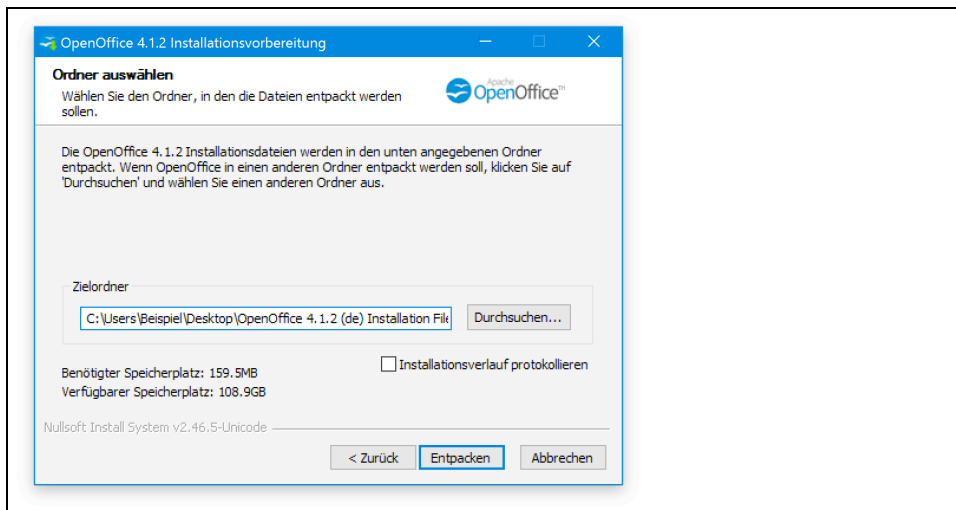 OpenOffice 4.1.2 Installationsvorbereitung
Ordner auswählen
Wählen Sie den Ordner, in den die Dateien entpackt werden
sollen.
Apache
OpenOffice™
Die OpenOffice 4.1.2 Installationsdateien werden in den unten angegebenen Ordner
entpackt. Wenn OpenOffice in einen anderen Ordner entpackt werden soll, klicken Sie auf
'Durchsuchen' und wählen Sie einen anderen Ordner aus.
Zielordner
C:\Users\Beispiel\Desktop\OpenOffice 4.1.2 (de) Installation
Durchsuchen...
Installationsverlauf protokollieren
Benötigter Speicherplatz: 159.5MB
Verfügbarer Speicherplatz: 108.9GB
Nullsoft Install System v2.46.5-Unicode
< Zurück
Entpacken
Abbrechen